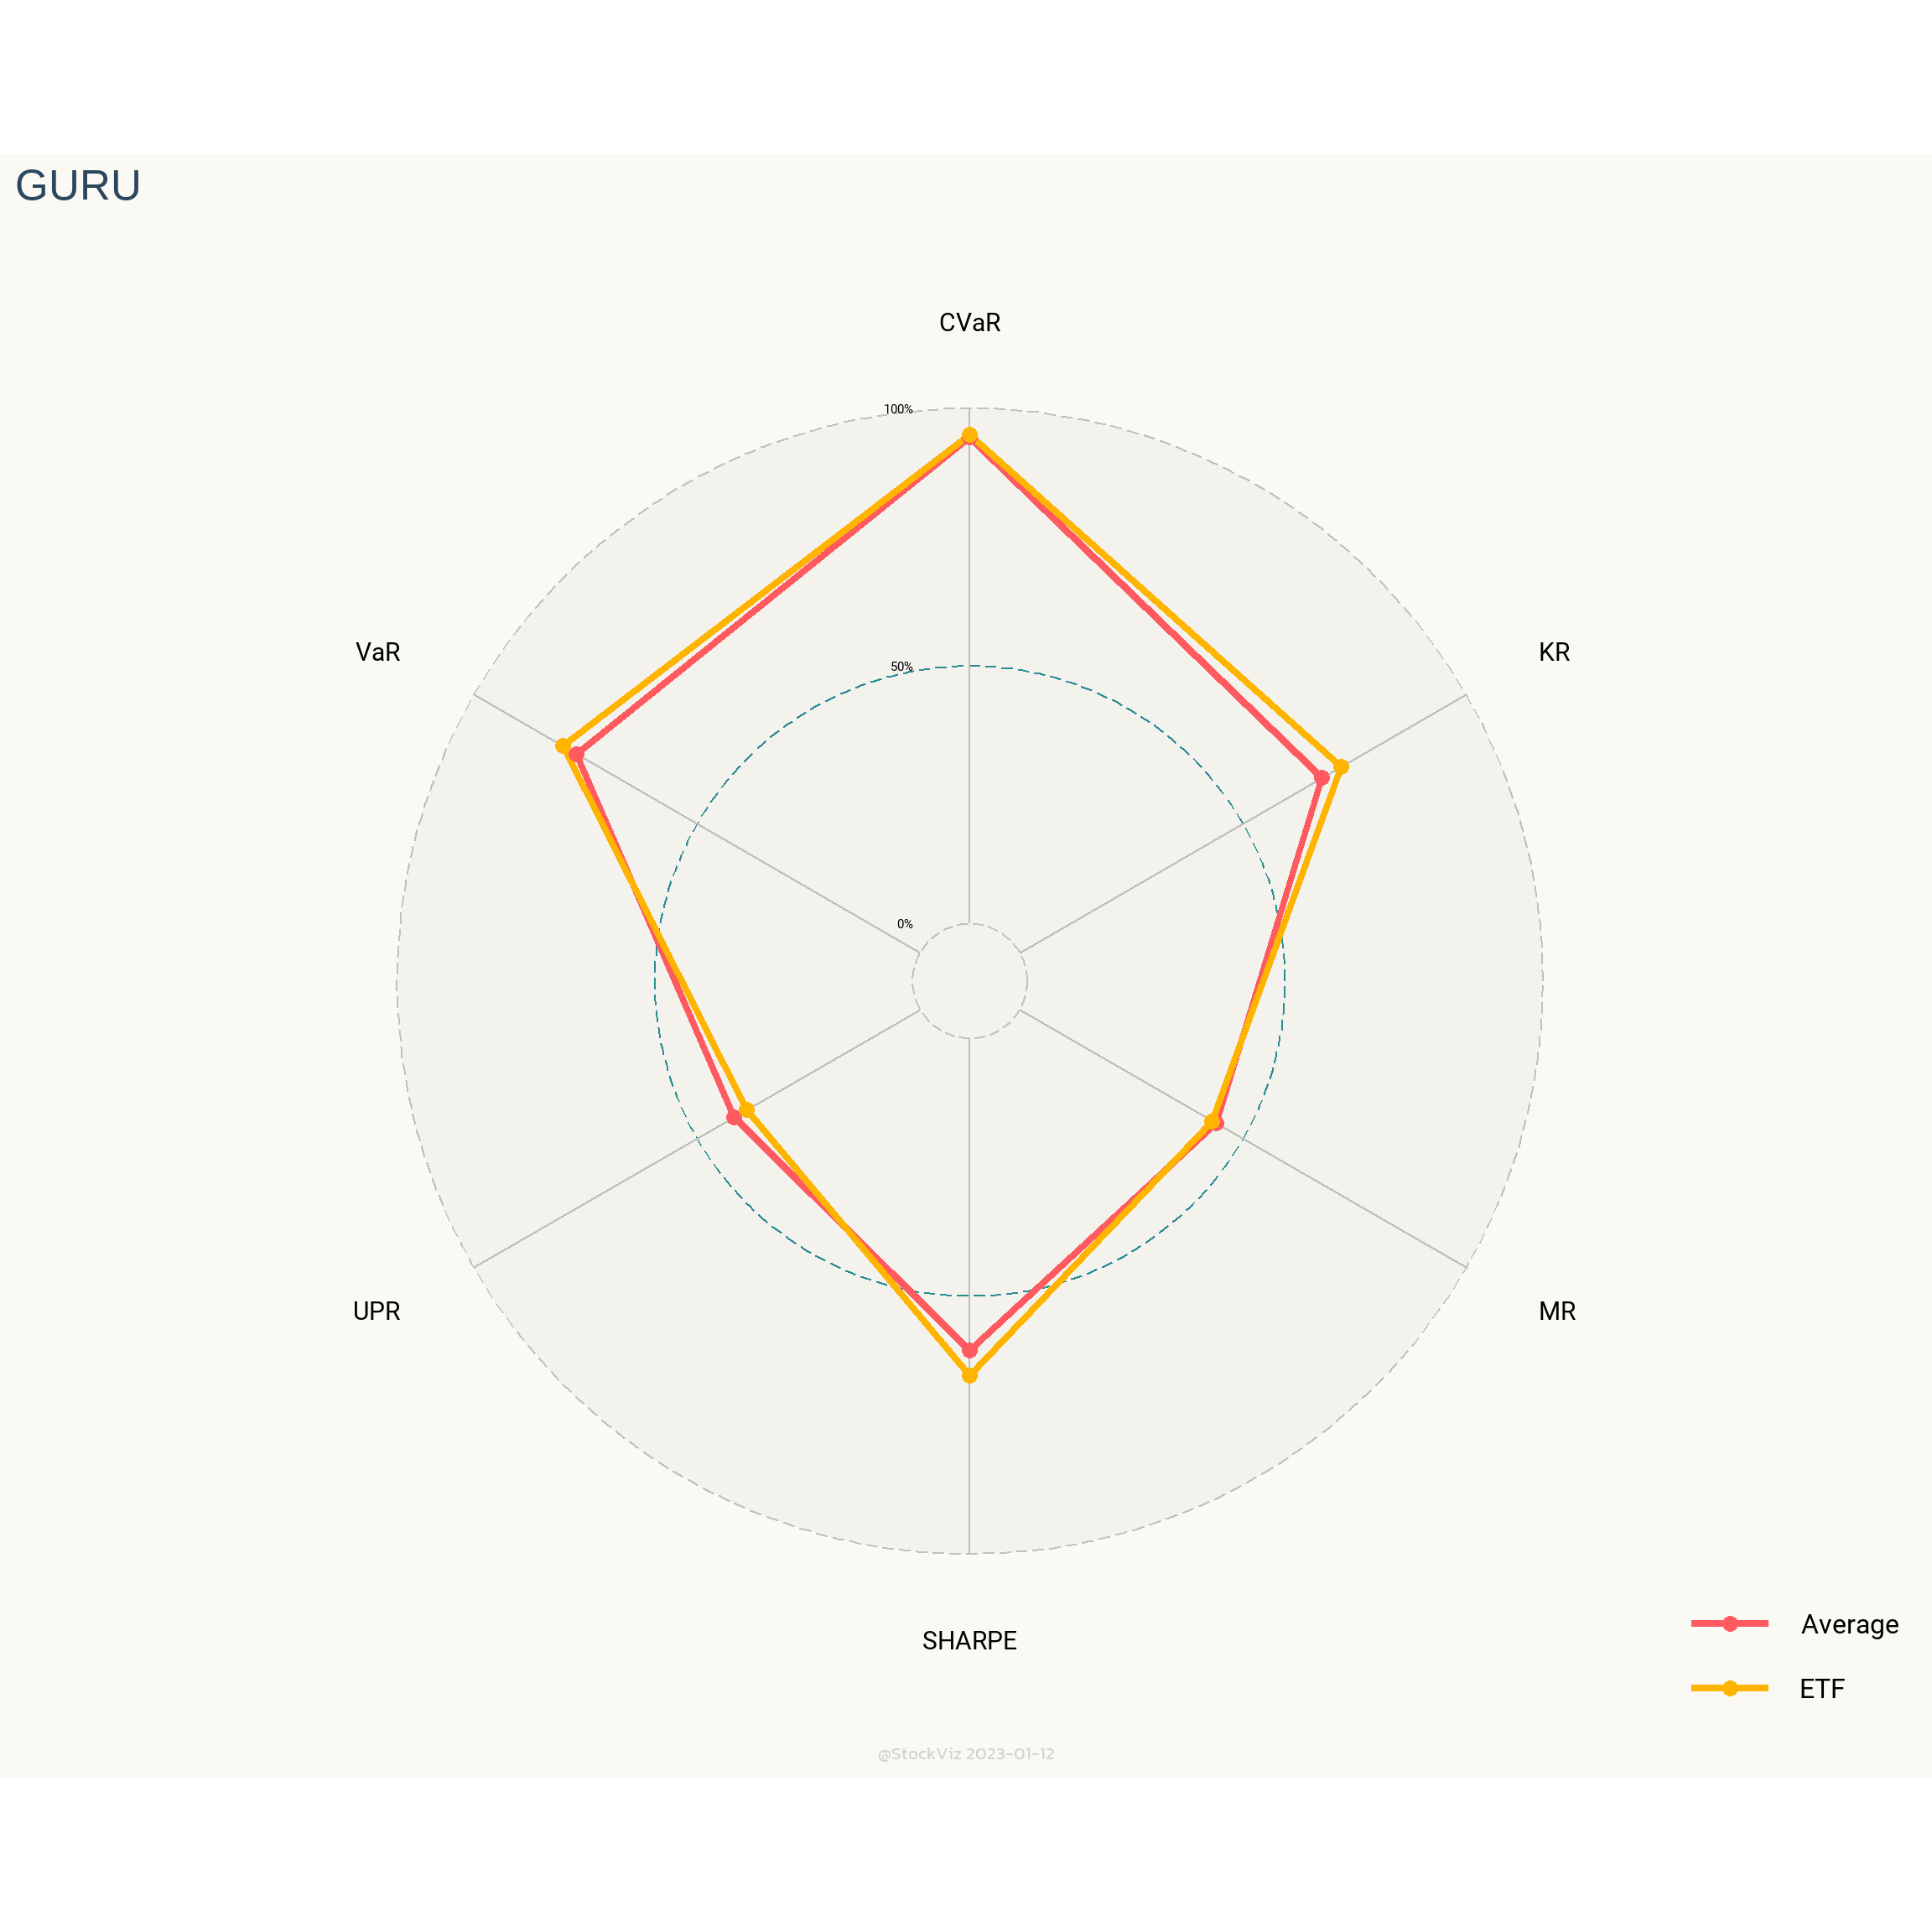 GURU
CVaR
100%
VaR
KR
50%
0%
UPR
MR
SHARPE
Average
ETF
@StockViz 2023-01-12